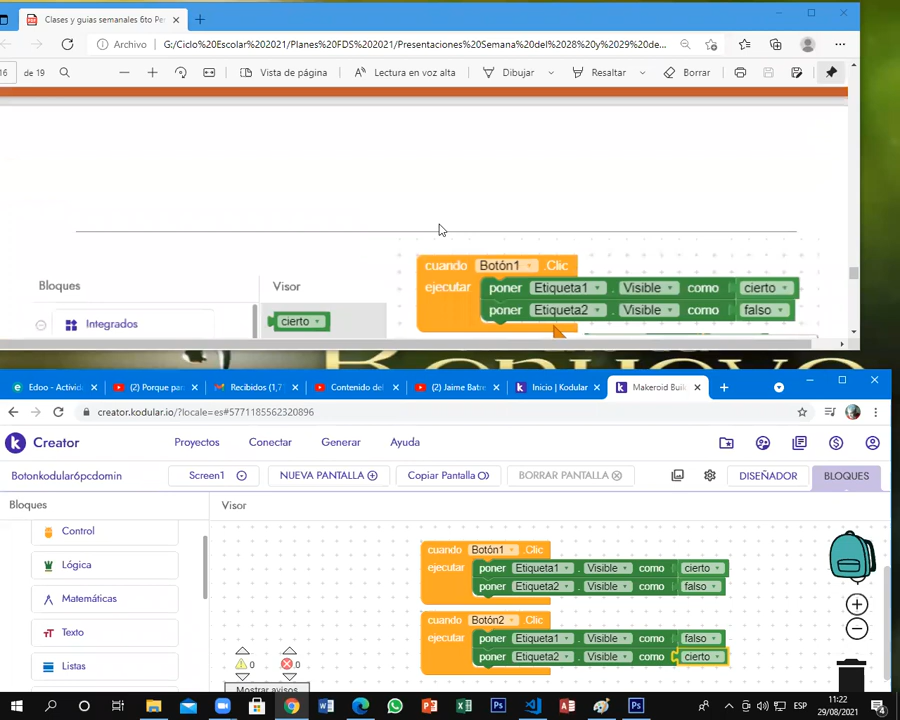 Clases y guias semanales 6to Per
Archivo G:/Ciclo%20Escolar%202021/Planes%20FDS%202021/Presentaciones%20Semana%20del%2028%20y%2029%20de...
16 de 19 Vista de página Lectura en voz alta Dibujar Resaltar Borrar
Bloques
Visor
Integrados
cierto
cuando Botón1 .Clic
ejecutar poner Etiqueta1 . Visible como cierto
poner Etiqueta2 . Visible como falso
Edoo - Activida
(2) Porque par
Recibidos (1,7
Contenido del
(2) Jaime Batre
Inicio | Kodular
Makeroid Buil
creator.kodular.io/?locale=es#5771185562320896
Creator Proyectos Conectar Generar Ayuda
Botonkodular6pcdomin Screen1 NUEVA PANTALLA Copiar Pantalla BORRAR PANTALLA DISEÑADOR BLOQUES
Bloques
Visor
Control
Lógica
Matemáticas
Texto
Listas
cuando Botón1 .Clic
ejecutar poner Etiqueta1 . Visible como cierto
poner Etiqueta2 . Visible como falso
cuando Botón2 .Clic
ejecutar poner Etiqueta1 . Visible como falso
poner Etiqueta2 . Visible como cierto
0 0
Mostrar avisos
ESP
11:22
29/08/2021
4